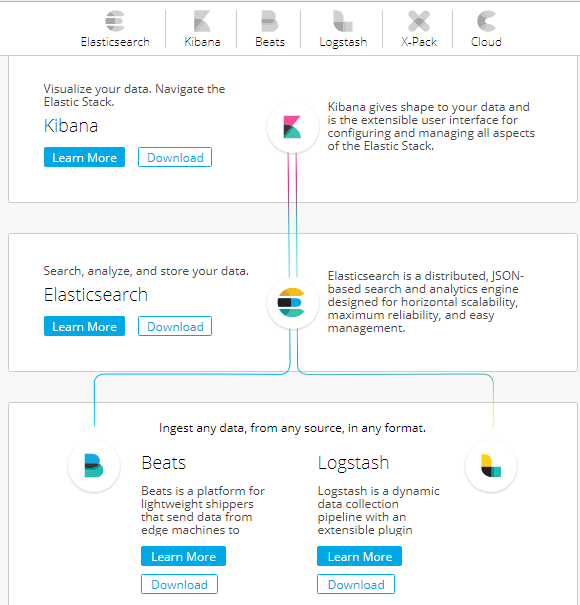 Elasticsearch
Kibana
Beats
Logstash
X-Pack
Cloud
Visualize your data. Navigate the
Elastic Stack.
Kibana
Learn More
Download
Kibana gives shape to your data and
is the extensible user interface for
configuring and managing all aspects
of the Elastic Stack.
Search, analyze, and store your data.
Elasticsearch
Learn More
Download
Elasticsearch is a distributed, JSON-
based search and analytics engine
designed for horizontal scalability,
maximum reliability, and easy
management.
Ingest any data, from any source, in any format.
Beats
Beats is a platform for
lightweight shippers
that send data from
edge machines to
Learn More
Download
Logstash
Logstash is a dynamic
data collection
pipeline with an
extensible plugin
Learn More
Download